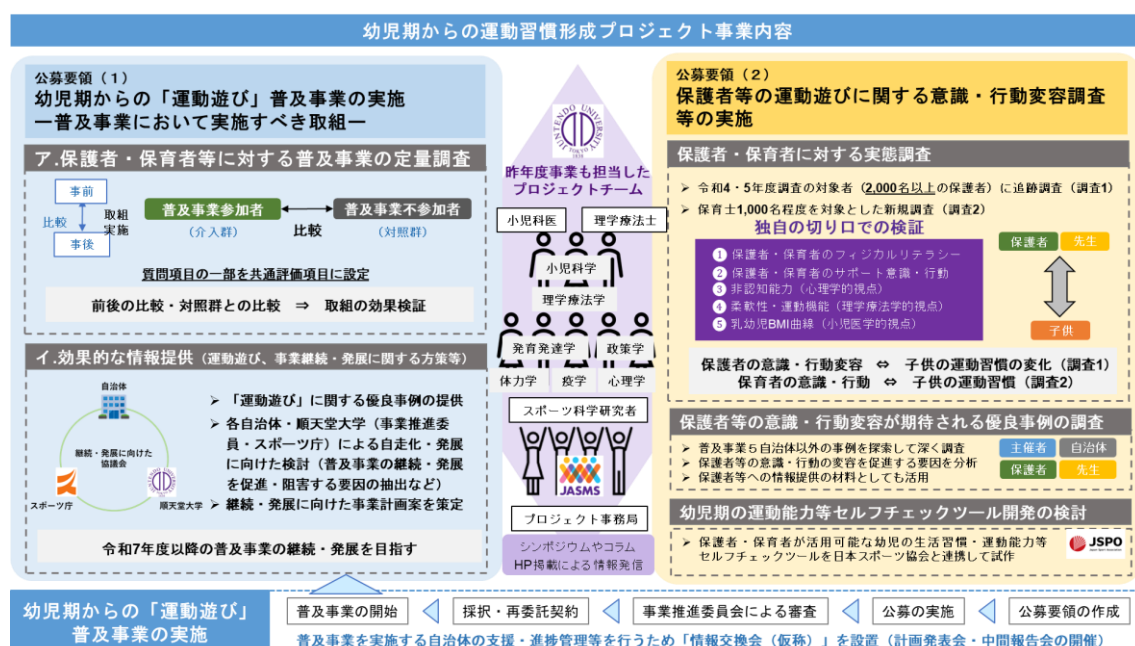 幼児期からの運動習慣形成プロジェクト事業内容
公募要領（1）
幼児期からの「運動遊び」普及事業の実施
ー普及事業において実施すべき取組ー
ア.保護者・保育者等に対する普及事業の定量調査
事前
比較
取組
実施
事後
普及事業参加者
（介入群）
比較
普及事業不参加者
（対照群）
質問項目の一部を共通評価項目に設定
前後の比較・対照群との比較 ⇒ 取組の効果検証
イ.効果的な情報提供（運動遊び、事業継続・発展に関する方策等）
自治体
継続・発展に向けた
協議会
スポーツ庁
順天堂大学
➢ 「運動遊び」に関する優良事例の提供
➢ 各自治体・順天堂大学（事業推進委
員・スポーツ庁）による自走化・発展
に向けた検討（普及事業の継続・発展
を促進・阻害する要因の抽出など）
➢ 継続・発展に向けた事業計画案を策定
令和7年度以降の普及事業の継続・発展を目指す
JUNTENDO UNIVERSITY
TOKYO
昨年度事業も担当した
プロジェクトチーム
小児科医
理学療法士
小児科学
理学療法学
発育発達学
政策学
体力学
疫学
心理学
スポーツ科学研究者
JASMS
プロジェクト事務局
シンポジウムやコラム
HP掲載による情報発信
公募要領（2）
保護者等の運動遊びに関する意識・行動変容調査
等の実施
保護者・保育者に対する実態調査
➢ 令和4・5年度調査の対象者（2,000名以上の保護者）に追跡調査（調査1）
➢ 保育士1,000名程度を対象とした新規調査（調査2）
独自の切り口での検証
❶ 保護者・保育者のフィジカルリテラシー
❷ 保護者・保育者のサポート意識・行動
❸ 非認知能力（心理学的視点）
❹ 柔軟性・運動機能（理学療法学的視点）
❺ 乳幼児BMI曲線（小児医学的視点）
保護者
先生
子供
保護者の意識・行動変容 ⇔ 子供の運動習慣の変化（調査1）
保育者の意識・行動 ⇔ 子供の運動習慣（調査2）
保護者等の意識・行動変容が期待される優良事例の調査
➢ 普及事業５自治体以外の事例を探索して深く調査
➢ 保護者等の意識・行動の変容を促進する要因を分析
➢ 保護者等への情報提供の材料としても活用
主催者
自治体
保護者
先生
幼児期の運動能力等セルフチェックツール開発の検討
➢ 保護者・保育者が活用可能な幼児の生活習慣・運動能力等
セルフチェックツールを日本スポーツ協会と連携して試作
JSPO
幼児期からの「運動遊び」
普及事業の実施
普及事業の開始
採択・再委託契約
事業推進委員会による審査
公募の実施
公募要領の作成
普及事業を実施する自治体の支援・進捗管理等を行うため「情報交換会（仮称）」を設置（計画発表会・中間報告会の開催）